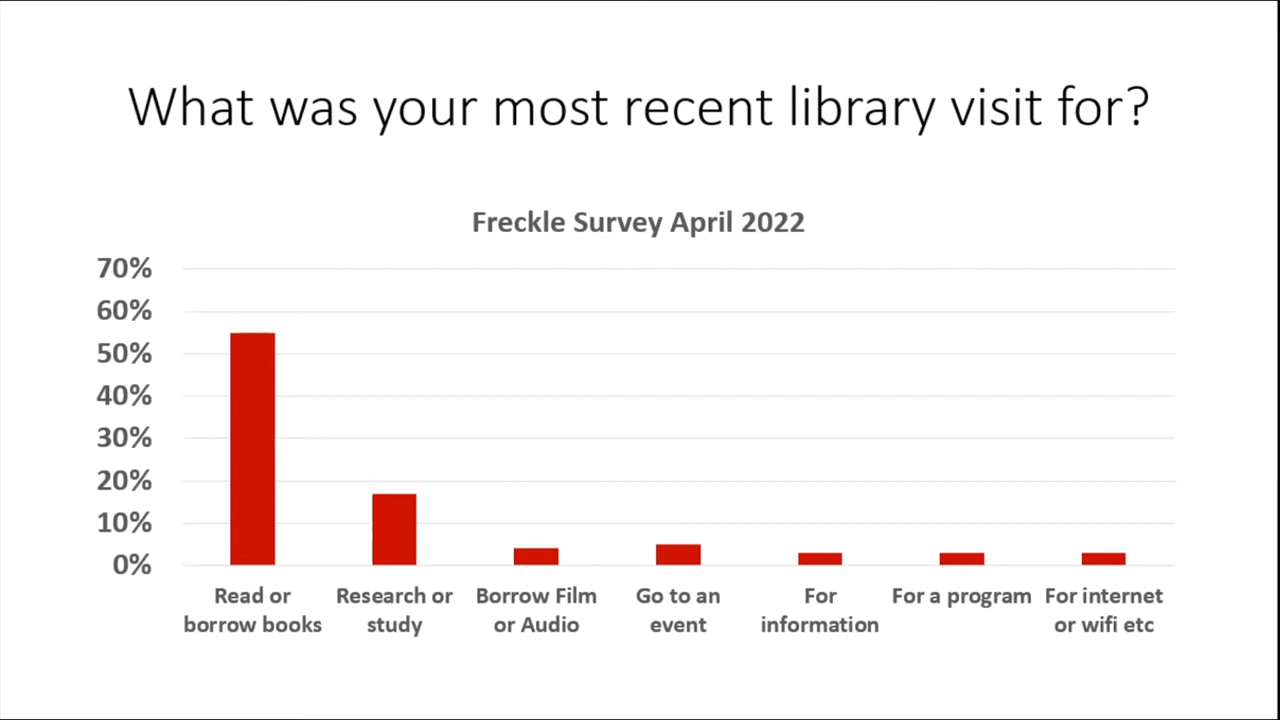 What was your most recent library visit for?
Freckle Survey April 2022
70%
60%
50%
40%
30%
20%
10%
0%
Read or
borrow books
Research or
study
Borrow Film
or Audio
Go to an
event
For
information
For a program
For internet
or wifi etc